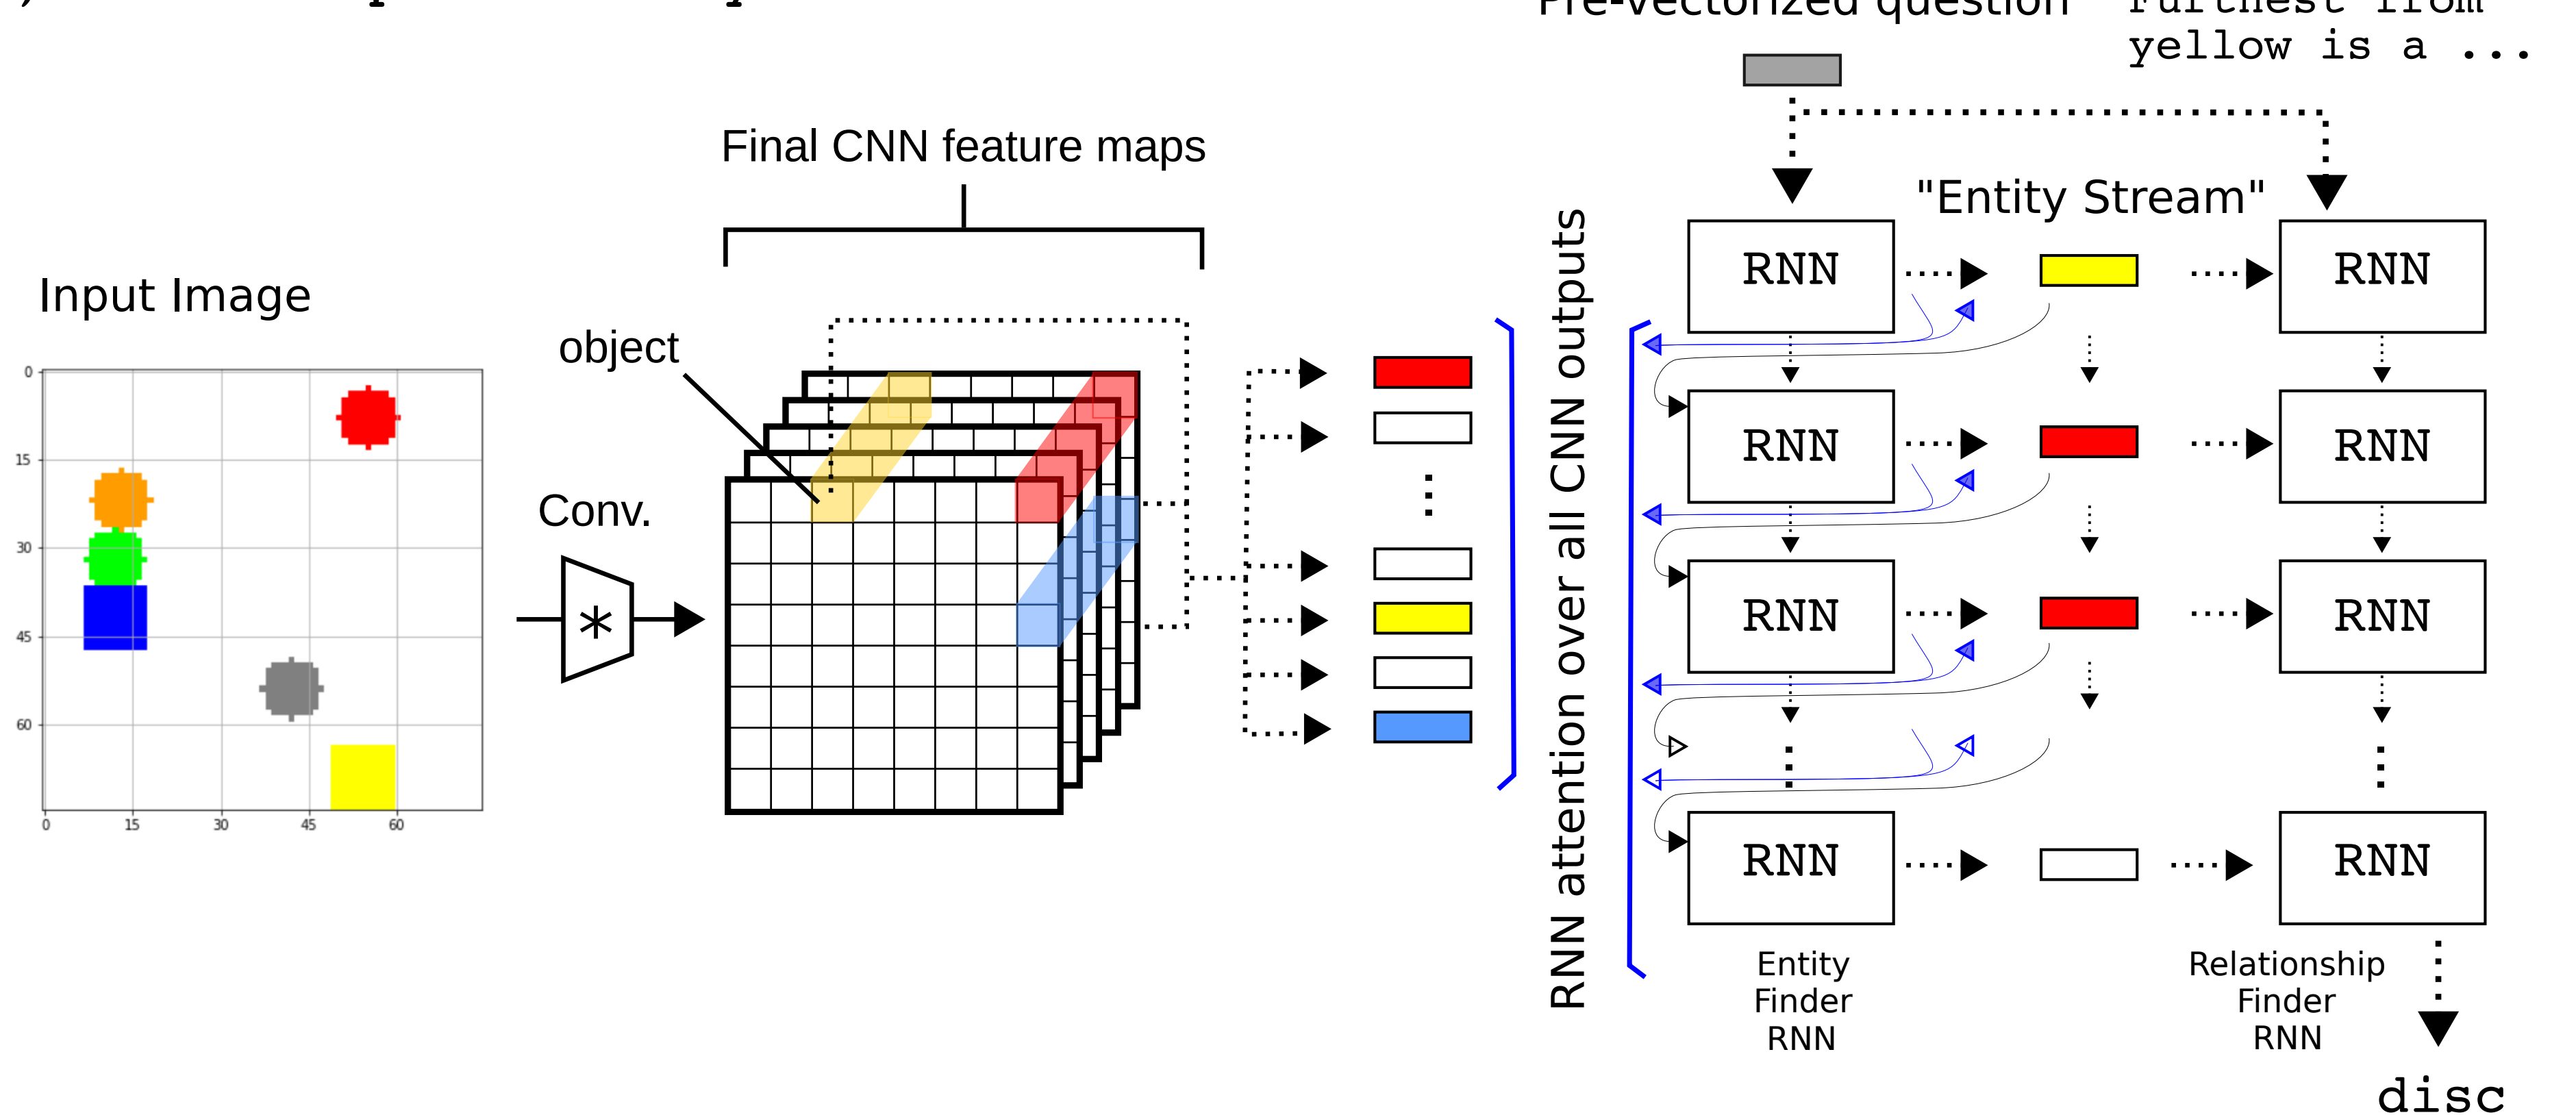 Pre-vectorized question
Furthest from
yellow is a ...
Final CNN feature maps
"Entity Stream"
Input Image
object
Conv.
*
0
15
30
45
60
0
15
30
45
60
RNN attention over all CNN outputs
RNN
RNN
RNN
RNN
RNN
RNN
RNN
RNN
Entity
Finder
RNN
Relationship
Finder
RNN
disc